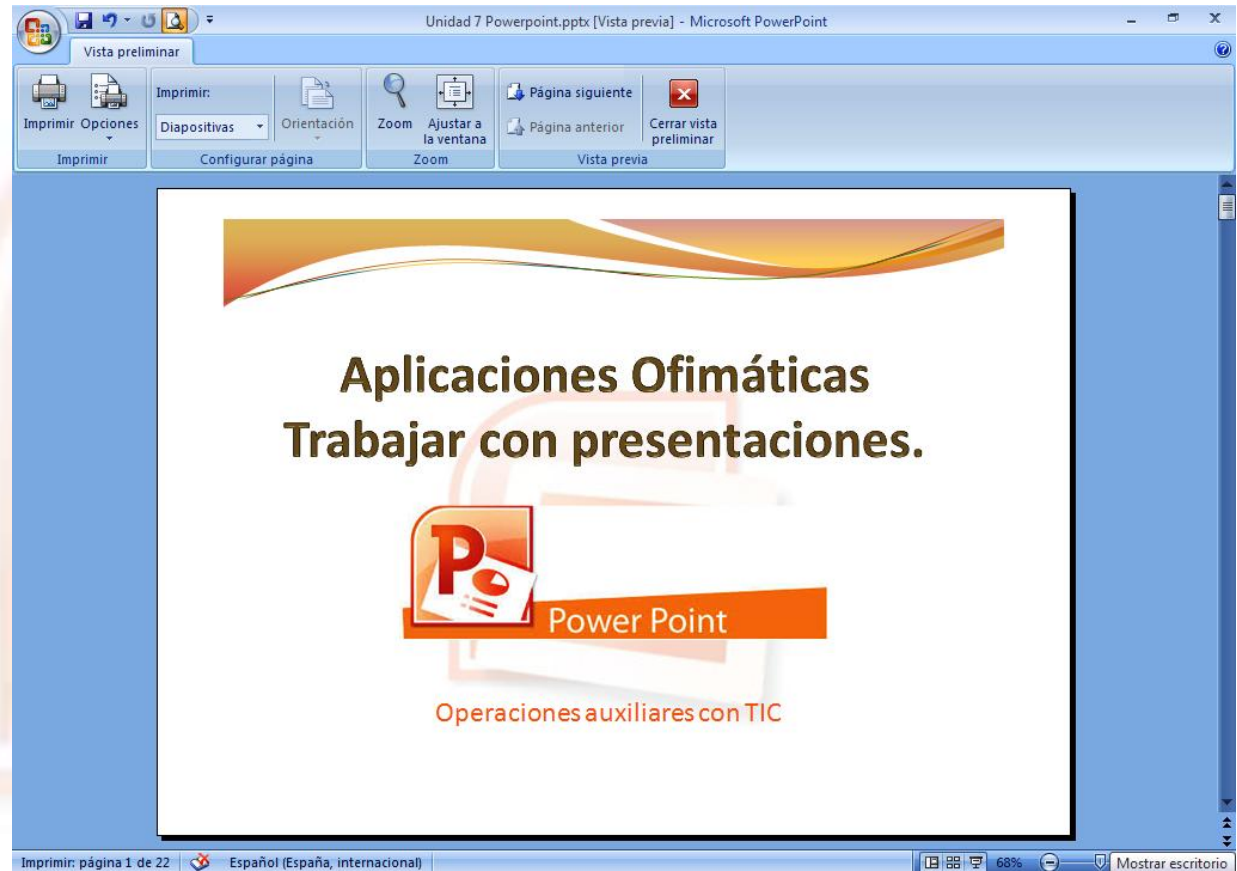 Unidad 7 Powerpoint.pptx [Vista previa] - Microsoft PowerPoint
Vista preliminar
Imprimir
Opciones
Imprimir:
Diapositivas
Orientación
Zoom
Ajustar a
la ventana
Página siguiente
Página anterior
Cerrar vista
preliminar
Imprimir
Configurar página
Zoom
Vista previa
Aplicaciones Ofimáticas
Trabajar con presentaciones.
P
Power Point
Operaciones auxiliares con TIC
Imprimir: página 1 de 22
Español (España, internacional)
68%
Mostrar escritorio